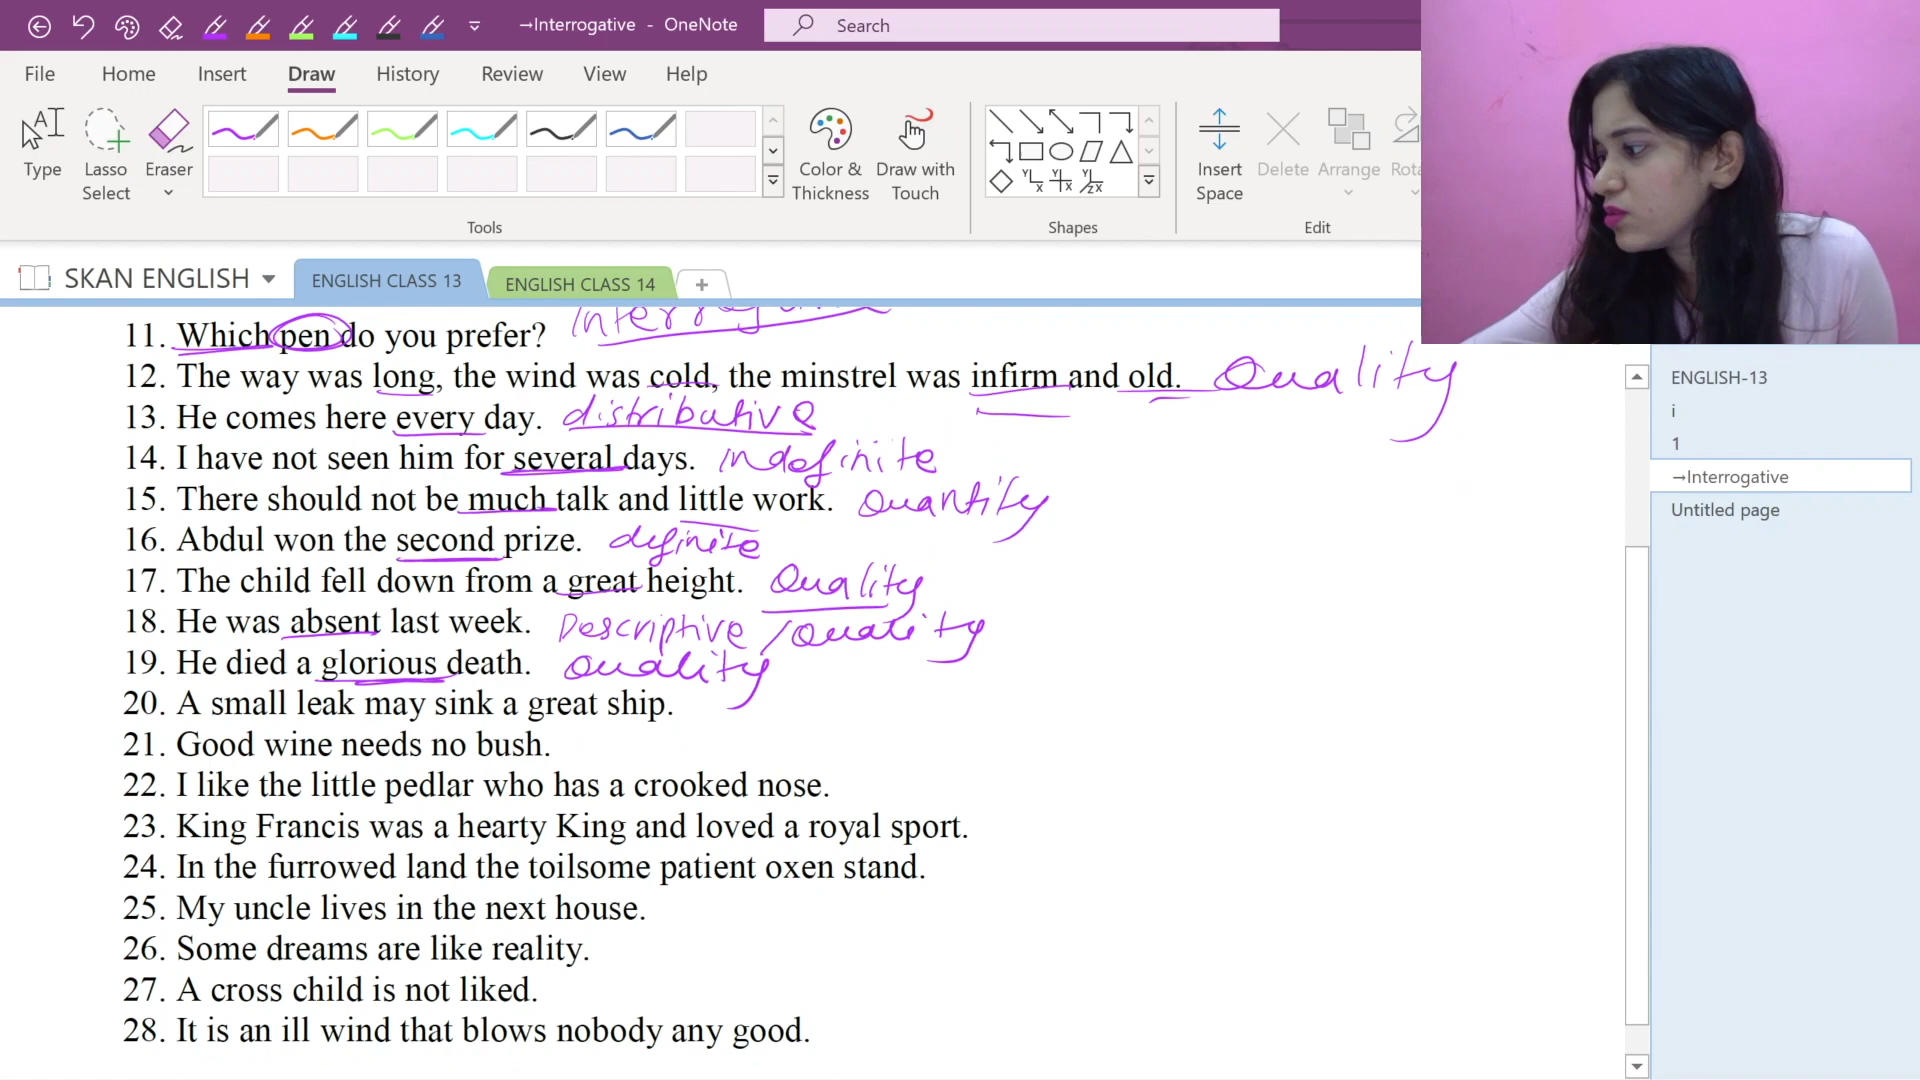 →Interrogative - OneNote
Search
File Home Insert Draw History Review View Help
Type
Lasso Select
Eraser
Color & Thickness
Draw with Touch
Insert Space
Delete
Arrange
Rota
Tools
Shapes
Edit
SKAN ENGLISH
ENGLISH CLASS 13
ENGLISH CLASS 14
11. Which pen do you prefer?
12. The way was long, the wind was cold, the minstrel was infirm and old. Quality
13. He comes here every day. distributive
14. I have not seen him for several days. indefinite
15. There should not be much talk and little work. Quantity
16. Abdul won the second prize. definite
17. The child fell down from a great height. Quality
18. He was absent last week. Descriptive / Quality
19. He died a glorious death. Quality
20. A small leak may sink a great ship.
21. Good wine needs no bush.
22. I like the little pedlar who has a crooked nose.
23. King Francis was a hearty King and loved a royal sport.
24. In the furrowed land the toilsome patient oxen stand.
25. My uncle lives in the next house.
26. Some dreams are like reality.
27. A cross child is not liked.
28. It is an ill wind that blows nobody any good.
ENGLISH-13
i
1
→Interrogative
Untitled page